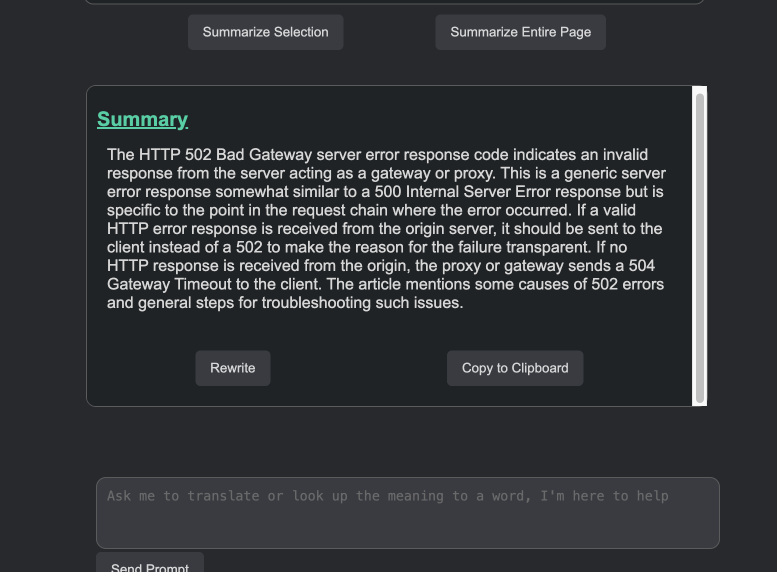 Summarize Selection
Summarize Entire Page
Summary
The HTTP 502 Bad Gateway server error response code indicates an invalid
response from the server acting as a gateway or proxy. This is a generic server
error response somewhat similar to a 500 Internal Server Error response but is
specific to the point in the request chain where the error occurred. If a valid
HTTP error response is received from the origin server, it should be sent to the
client instead of a 502 to make the reason for the failure transparent. If no
HTTP response is received from the origin, the proxy or gateway sends a 504
Gateway Timeout to the client. The article mentions some causes of 502 errors
and general steps for troubleshooting such issues.
Rewrite
Copy to Clipboard
Ask me to translate or look up the meaning to a word, I'm here to help
Send Prompt